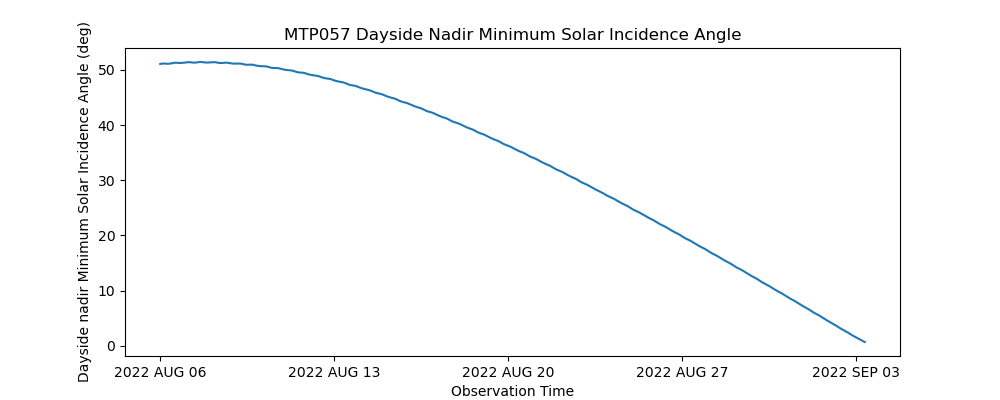 MTP057 Dayside Nadir Minimum Solar Incidence Angle
Dayside nadir Minimum Solar Incidence Angle (deg)
50
40
30
20
10
0
2022 AUG 06
2022 AUG 13
2022 AUG 20
2022 AUG 27
2022 SEP 03
Observation Time